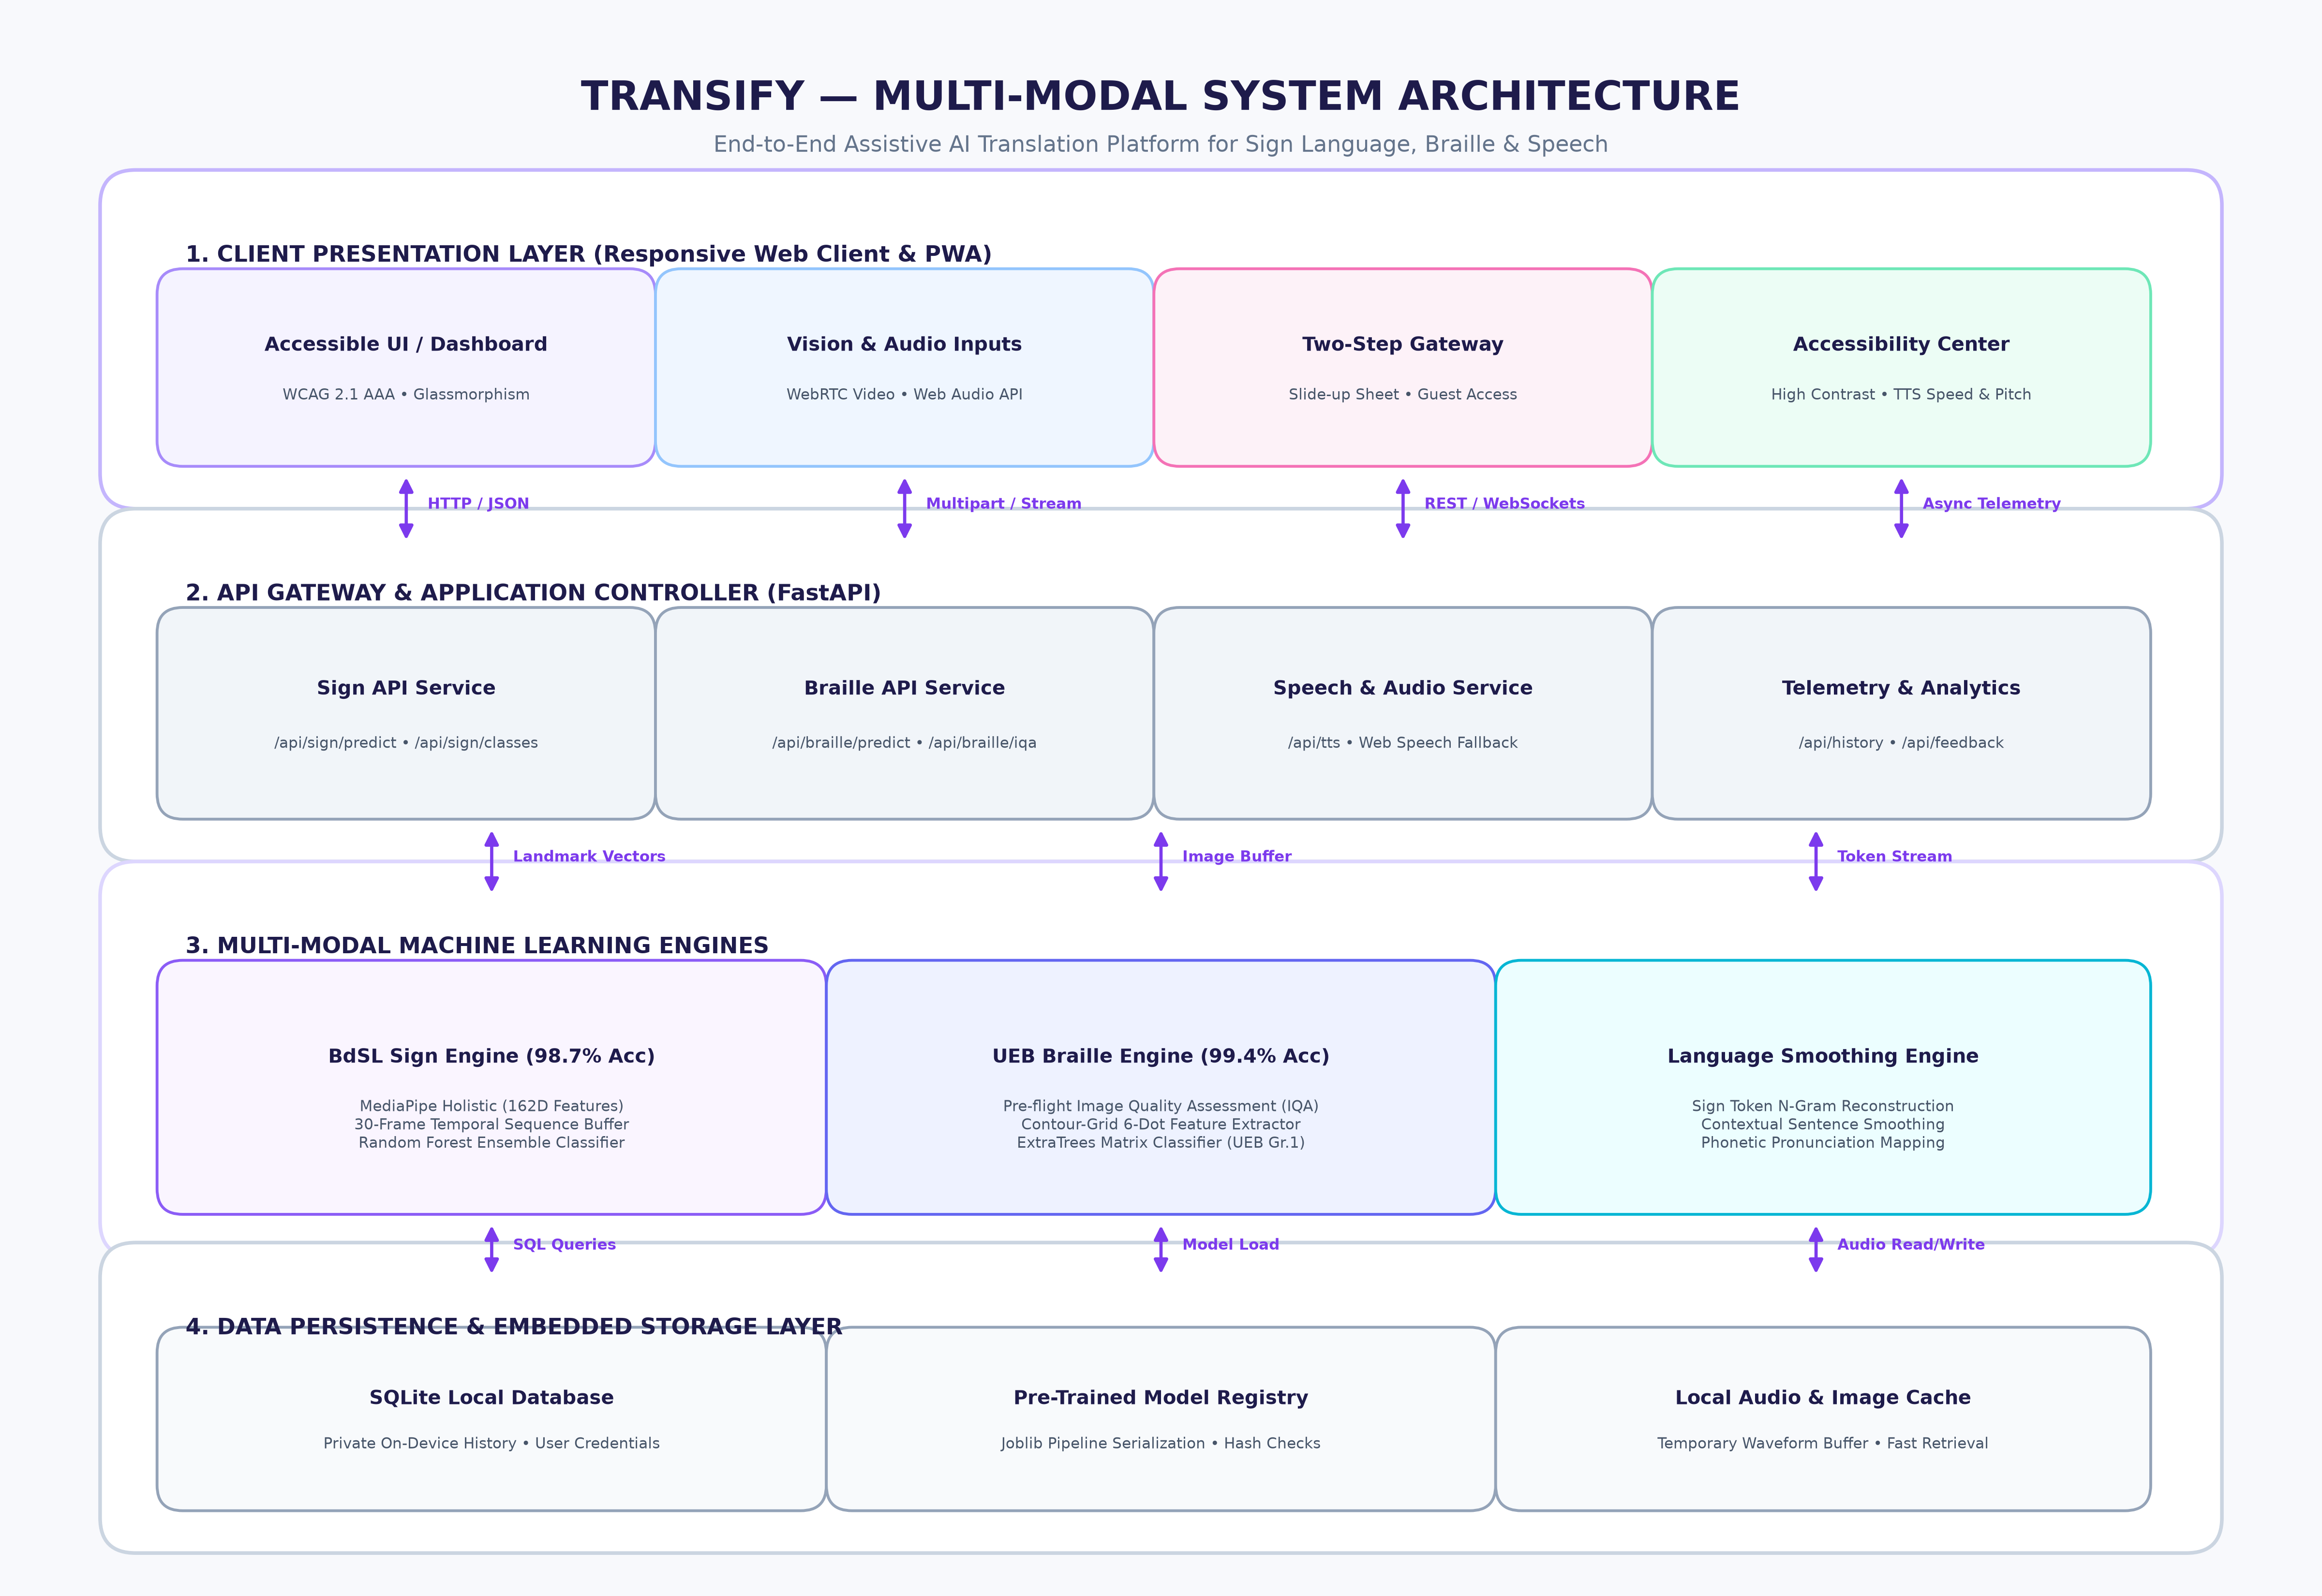 TRANSIFY — MULTI-MODAL SYSTEM ARCHITECTURE
End-to-End Assistive AI Translation Platform for Sign Language, Braille & Speech
1. CLIENT PRESENTATION LAYER (Responsive Web Client & PWA)
Accessible UI / Dashboard
WCAG 2.1 AAA • Glassmorphism
Vision & Audio Inputs
WebRTC Video • Web Audio API
Two-Step Gateway
Slide-up Sheet • Guest Access
Accessibility Center
High Contrast • TTS Speed & Pitch
HTTP / JSON
Multipart / Stream
REST / WebSockets
Async Telemetry
2. API GATEWAY & APPLICATION CONTROLLER (FastAPI)
Sign API Service
/api/sign/predict • /api/sign/classes
Braille API Service
/api/braille/predict • /api/braille/iqa
Speech & Audio Service
/api/tts • Web Speech Fallback
Telemetry & Analytics
/api/history • /api/feedback
Landmark Vectors
Image Buffer
Token Stream
3. MULTI-MODAL MACHINE LEARNING ENGINES
BdSL Sign Engine (98.7% Acc)
MediaPipe Holistic (162D Features)
30-Frame Temporal Sequence Buffer
Random Forest Ensemble Classifier
UEB Braille Engine (99.4% Acc)
Pre-flight Image Quality Assessment (IQA)
Contour-Grid 6-Dot Feature Extractor
ExtraTrees Matrix Classifier (UEB Gr.1)
Language Smoothing Engine
Sign Token N-Gram Reconstruction
Contextual Sentence Smoothing
Phonetic Pronunciation Mapping
SQL Queries
Model Load
Audio Read/Write
4. DATA PERSISTENCE & EMBEDDED STORAGE LAYER
SQLite Local Database
Private On-Device History • User Credentials
Pre-Trained Model Registry
Joblib Pipeline Serialization • Hash Checks
Local Audio & Image Cache
Temporary Waveform Buffer • Fast Retrieval